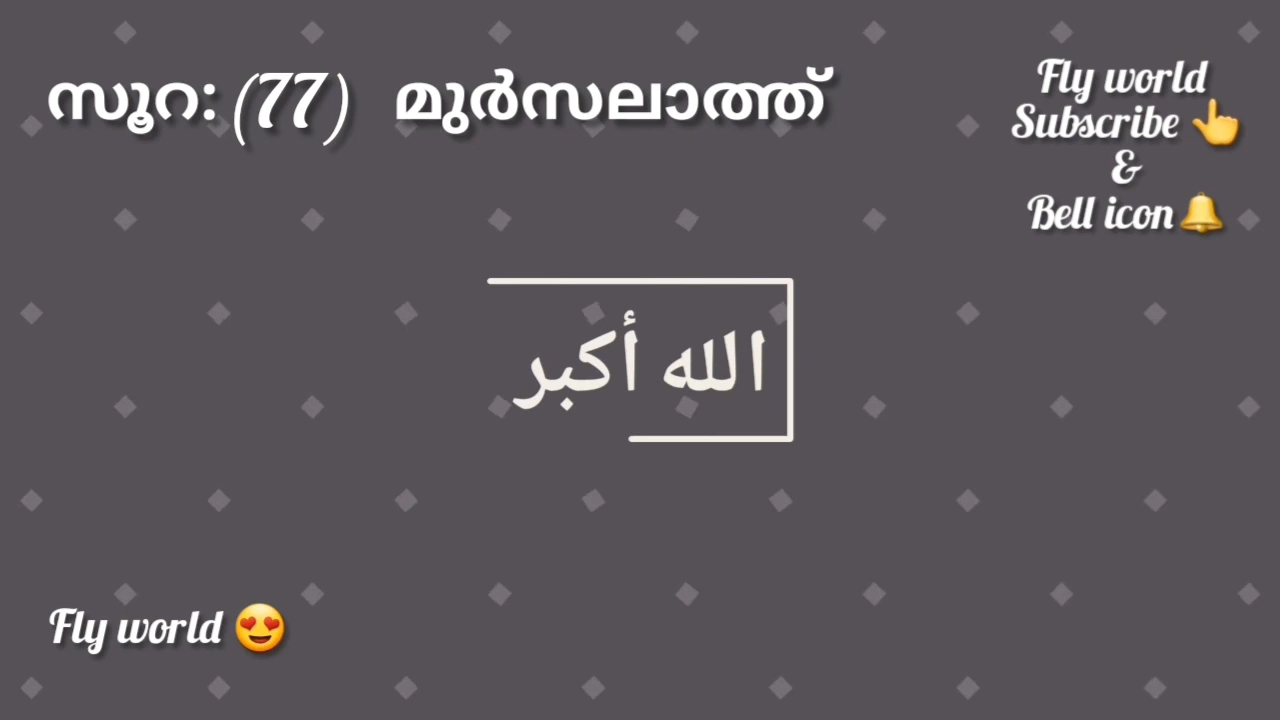 സൂറ: (77) മുർസലാത്ത്
Fly world
Subscribe 👆
&
Bell icon 🔔
الله أكبر
Fly world 😍